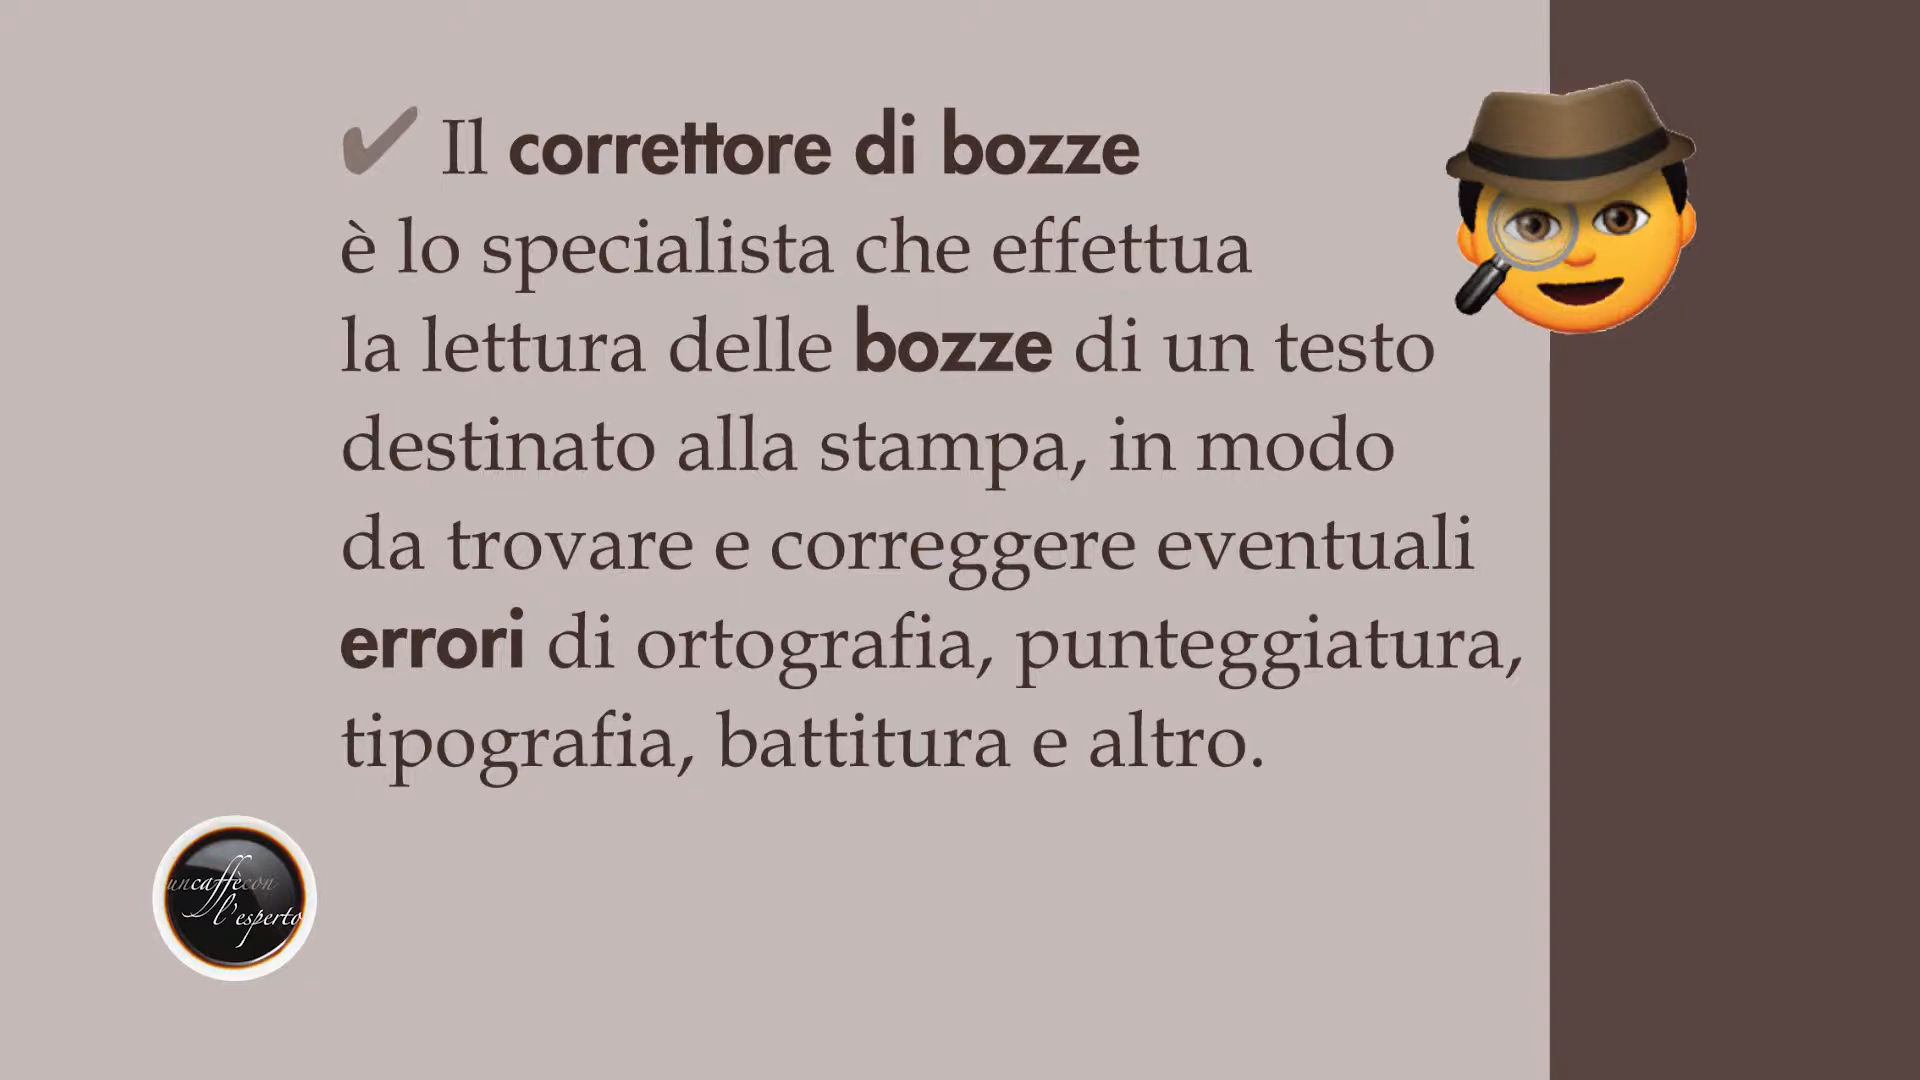 ✔ Il correttore di bozze
è lo specialista che effettua
la lettura delle bozze di un testo
destinato alla stampa, in modo
da trovare e correggere eventuali
errori di ortografia, punteggiatura,
tipografia, battitura e altro.
uncaffècon
l'esperto